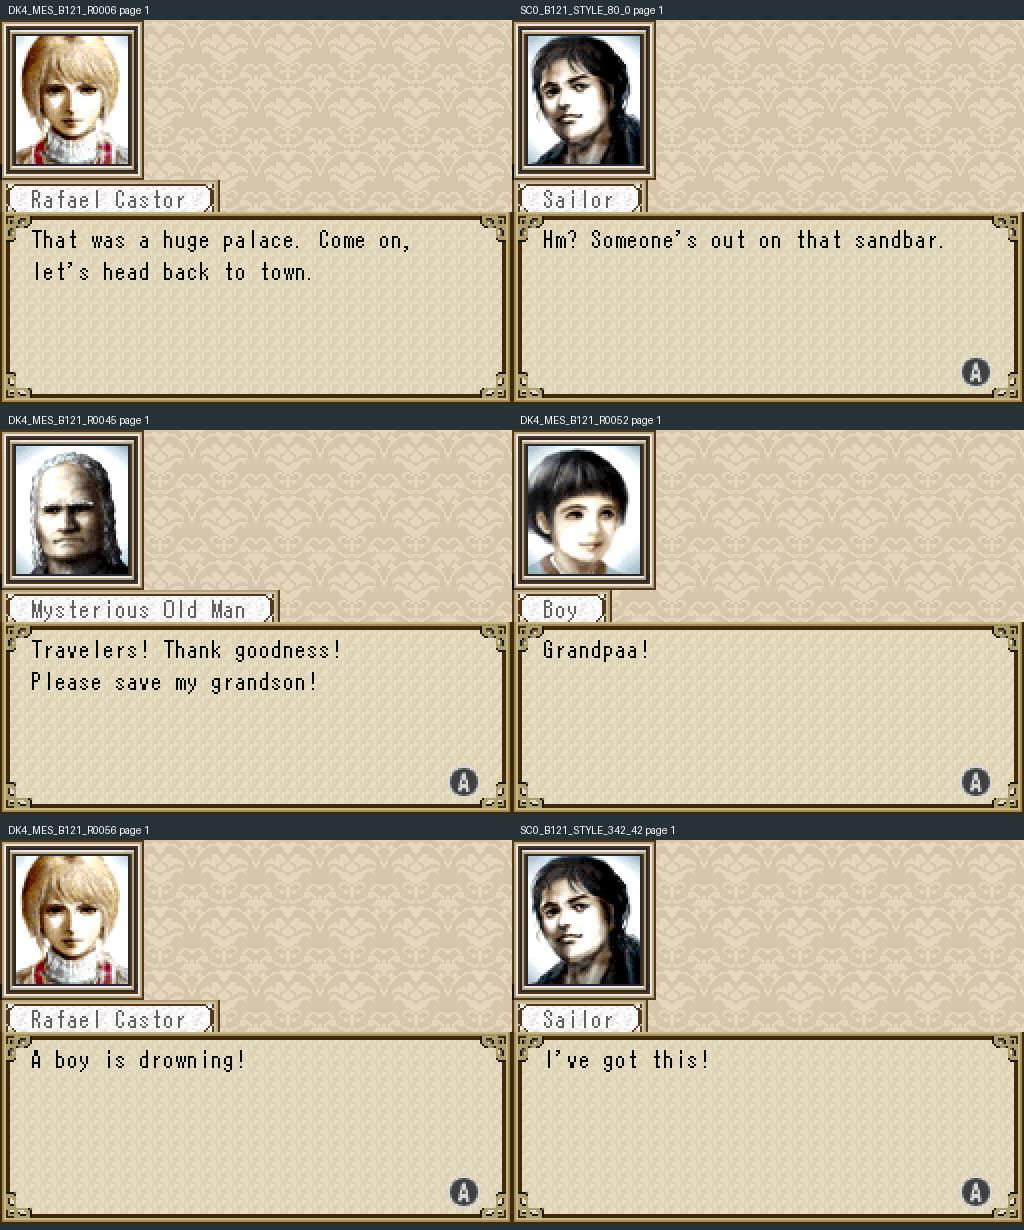 DK4_MES_B121_R0006 page 1
Rafael Castor
That was a huge palace. Come on,
let's head back to town.
SC0_B121_STYLE_80_0 page 1
Sailor
Hm? Someone's out on that sandbar.
A
DK4_MES_B121_R0045 page 1
Mysterious Old Man
Travelers! Thank goodness!
Please save my grandson!
A
DK4_MES_B121_R0052 page 1
Boy
Grandpaa!
A
DK4_MES_B121_R0056 page 1
Rafael Castor
A boy is drowning!
A
SC0_B121_STYLE_342_42 page 1
Sailor
I've got this!
A